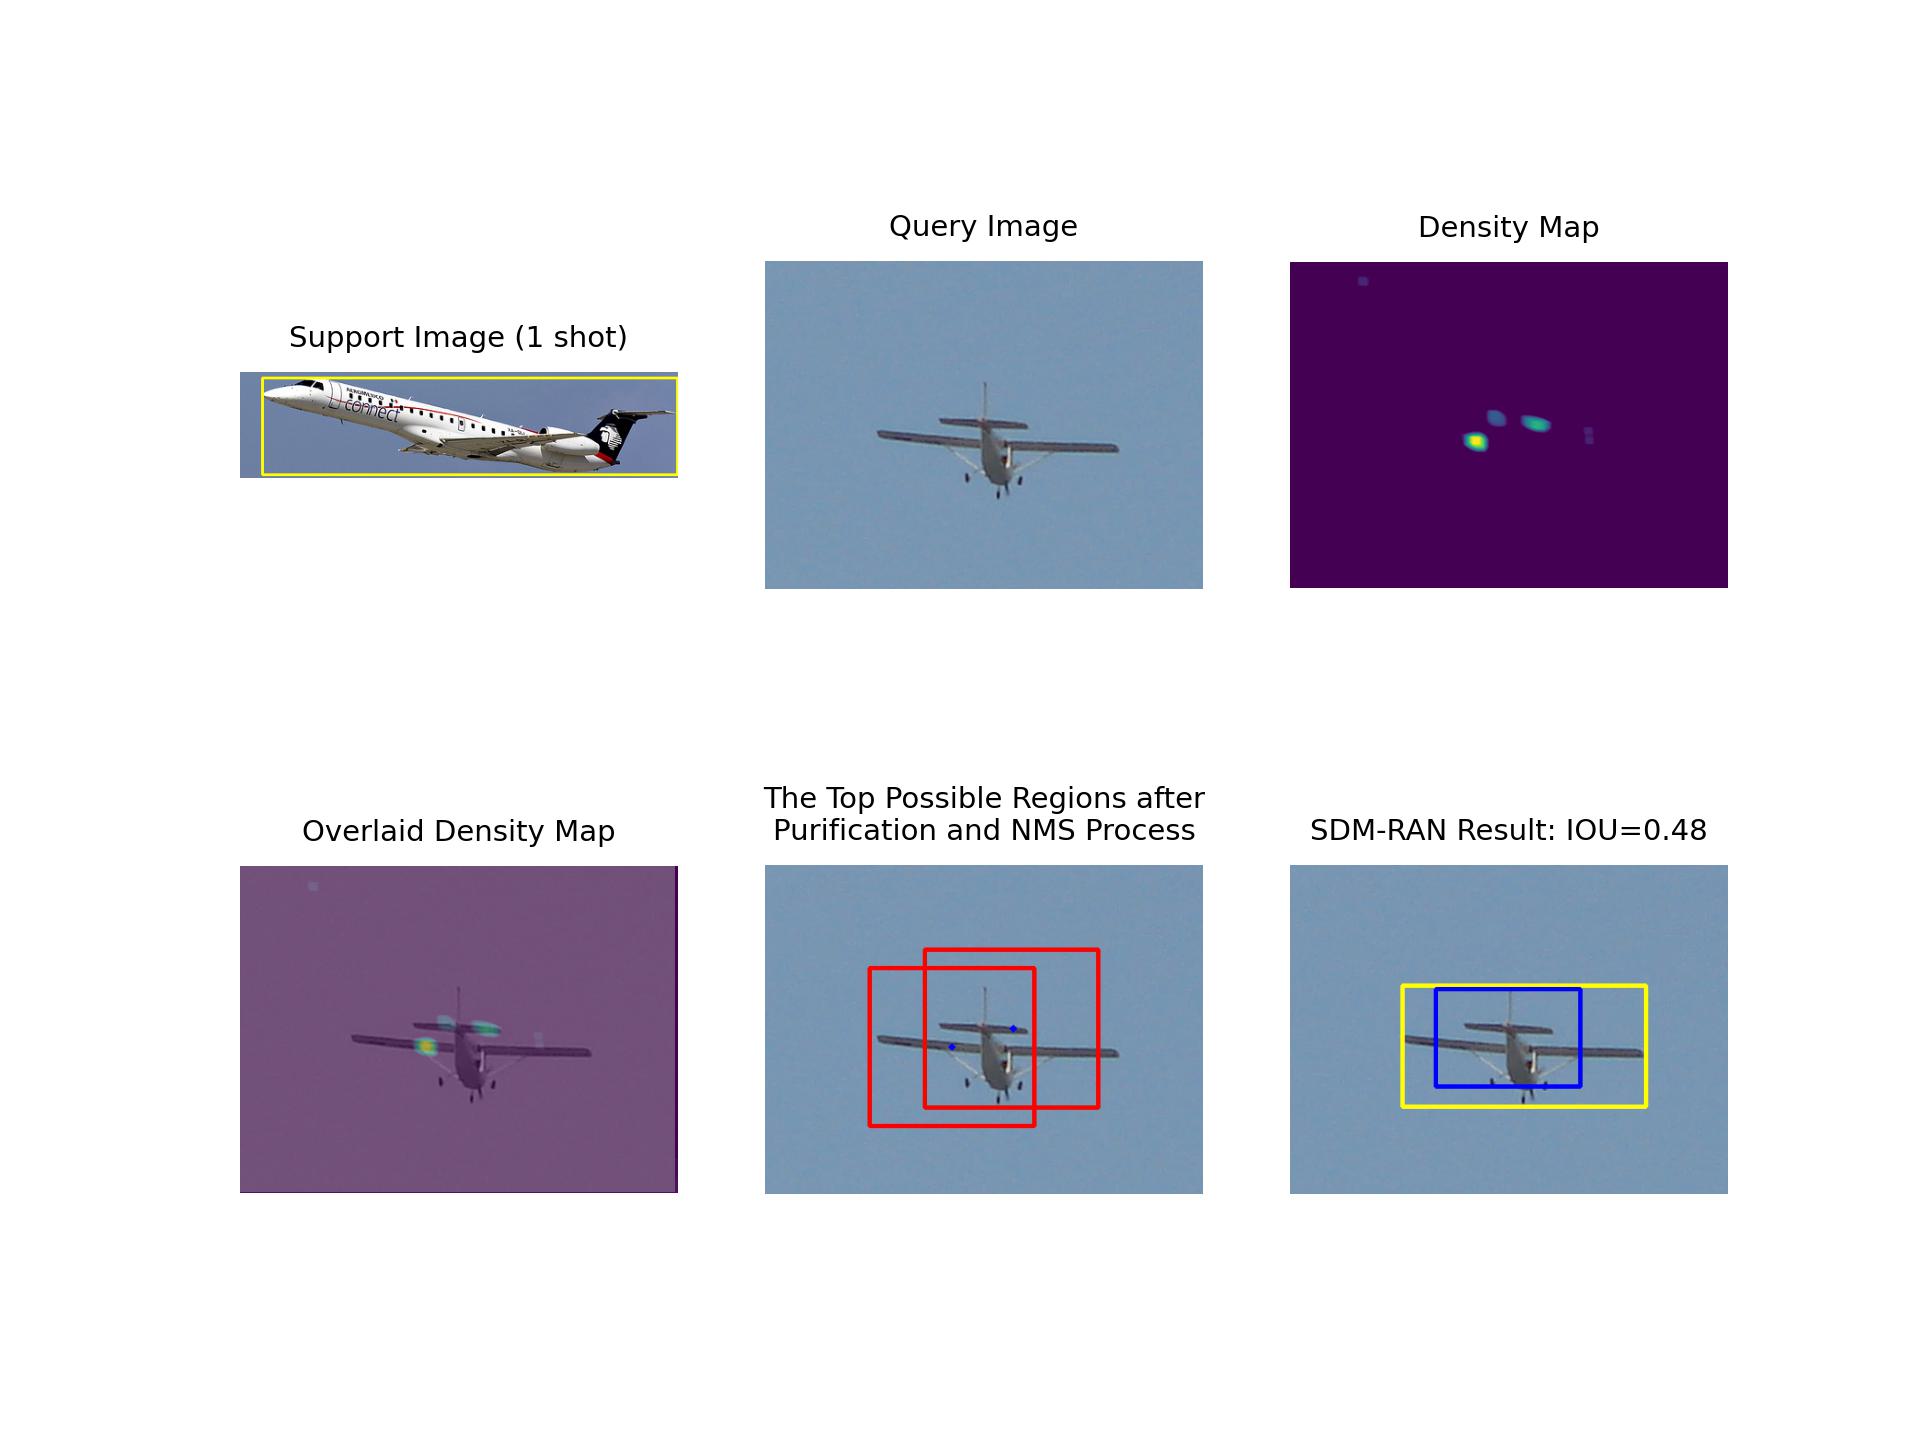 Query Image
Density Map
Support Image (1 shot)
AEROMEXICO
connect
Overlaid Density Map
The Top Possible Regions after
Purification and NMS Process
SDM-RAN Result: IOU=0.48